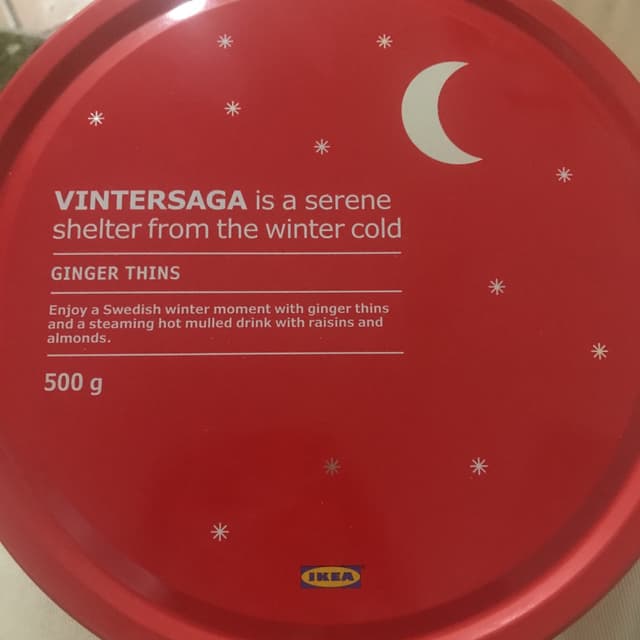 VINTERSAGA is a serene
shelter from the winter cold
GINGER THINS
Enjoy a Swedish winter moment with ginger thins
and a steaming hot mulled drink with raisins and
almonds.
500 g
IKEA